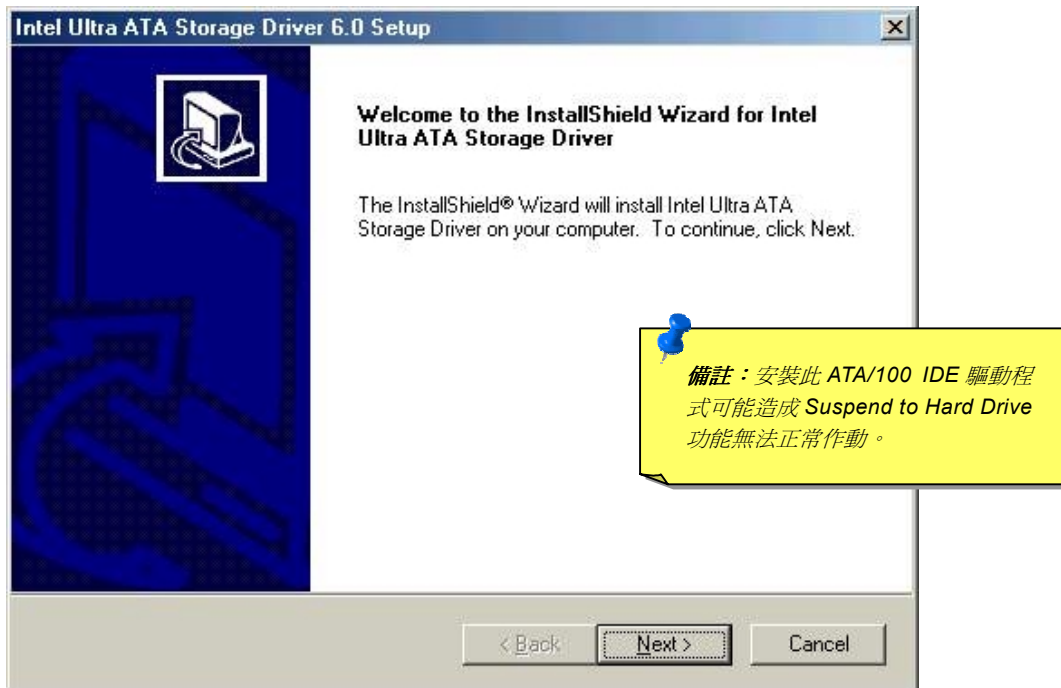 Intel Ultra ATA Storage Driver 6.0 Setup
Welcome to the InstallShield Wizard for Intel
Ultra ATA Storage Driver
The InstallShield® Wizard will install Intel Ultra ATA
Storage Driver on your computer. To continue, click Next.
備註：安裝此 ATA/100 IDE 驅動程
式可能造成 Suspend to Hard Drive
功能無法正常作動。
< Back
Next >
Cancel